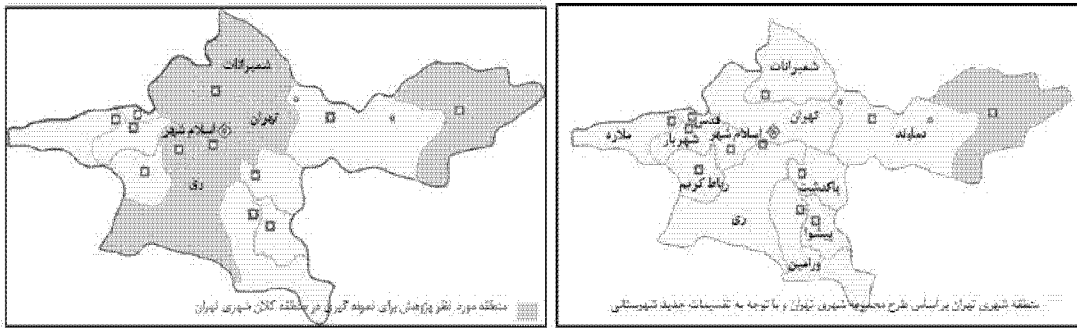 شمیرانات
تهران
اسلام شهر
ری
منطقه مورد نظر پژوهش برای نمونه گیری در منطقه کلان شهری تهران
شمیرانات
تهران
قدس
اسلام شهر
شهریار
ملارد
دماوند
رباط کریم
پاکدشت
ری
ورامین
منطقه شهری تهران بر اساس طرح مجموعه شهری تهران و با توجه به تقسیمات جدید شهرستانی